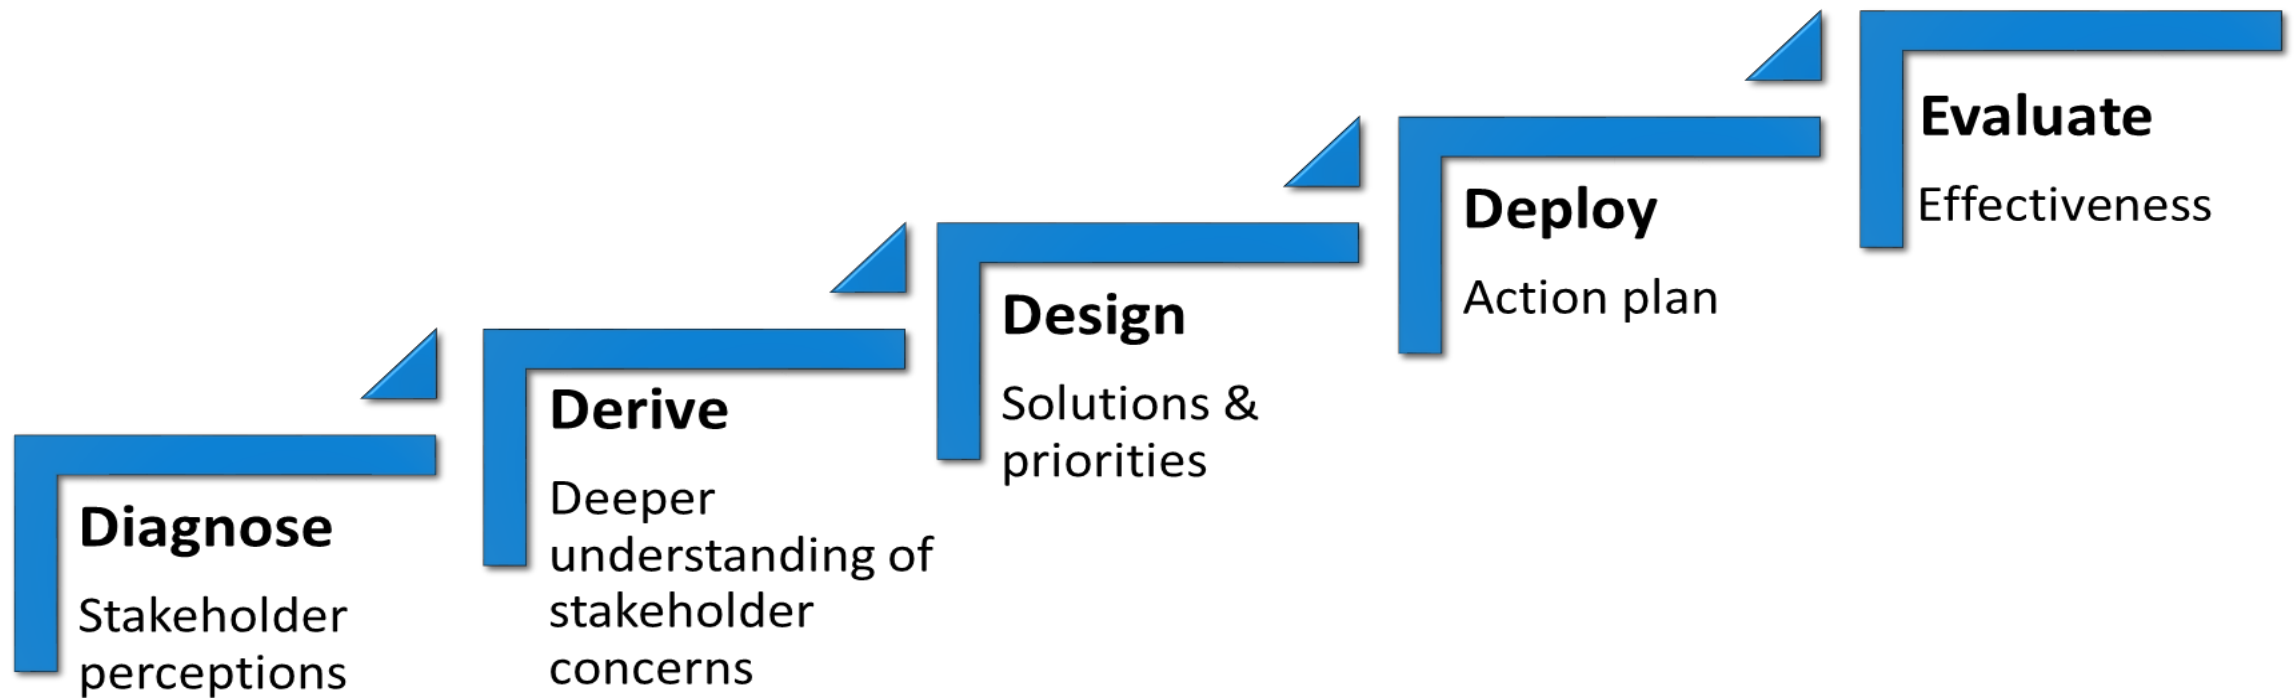 Diagnose
Stakeholder
perceptions
Derive
Deeper
understanding of
stakeholder
concerns
Design
Solutions &
priorities
Deploy
Action plan
Evaluate
Effectiveness